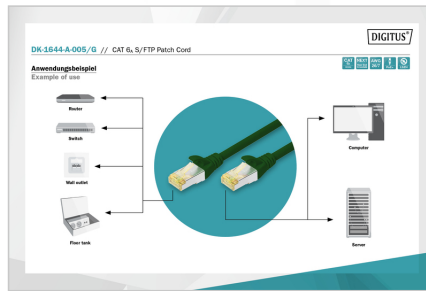 DIGITUS®
DK-1644-A-005/G // CAT 6A S/FTP Patch Cord
Anwendungsbeispiel
Example of use
Router
Switch
Wall outlet
Floor tank
Computer
Server